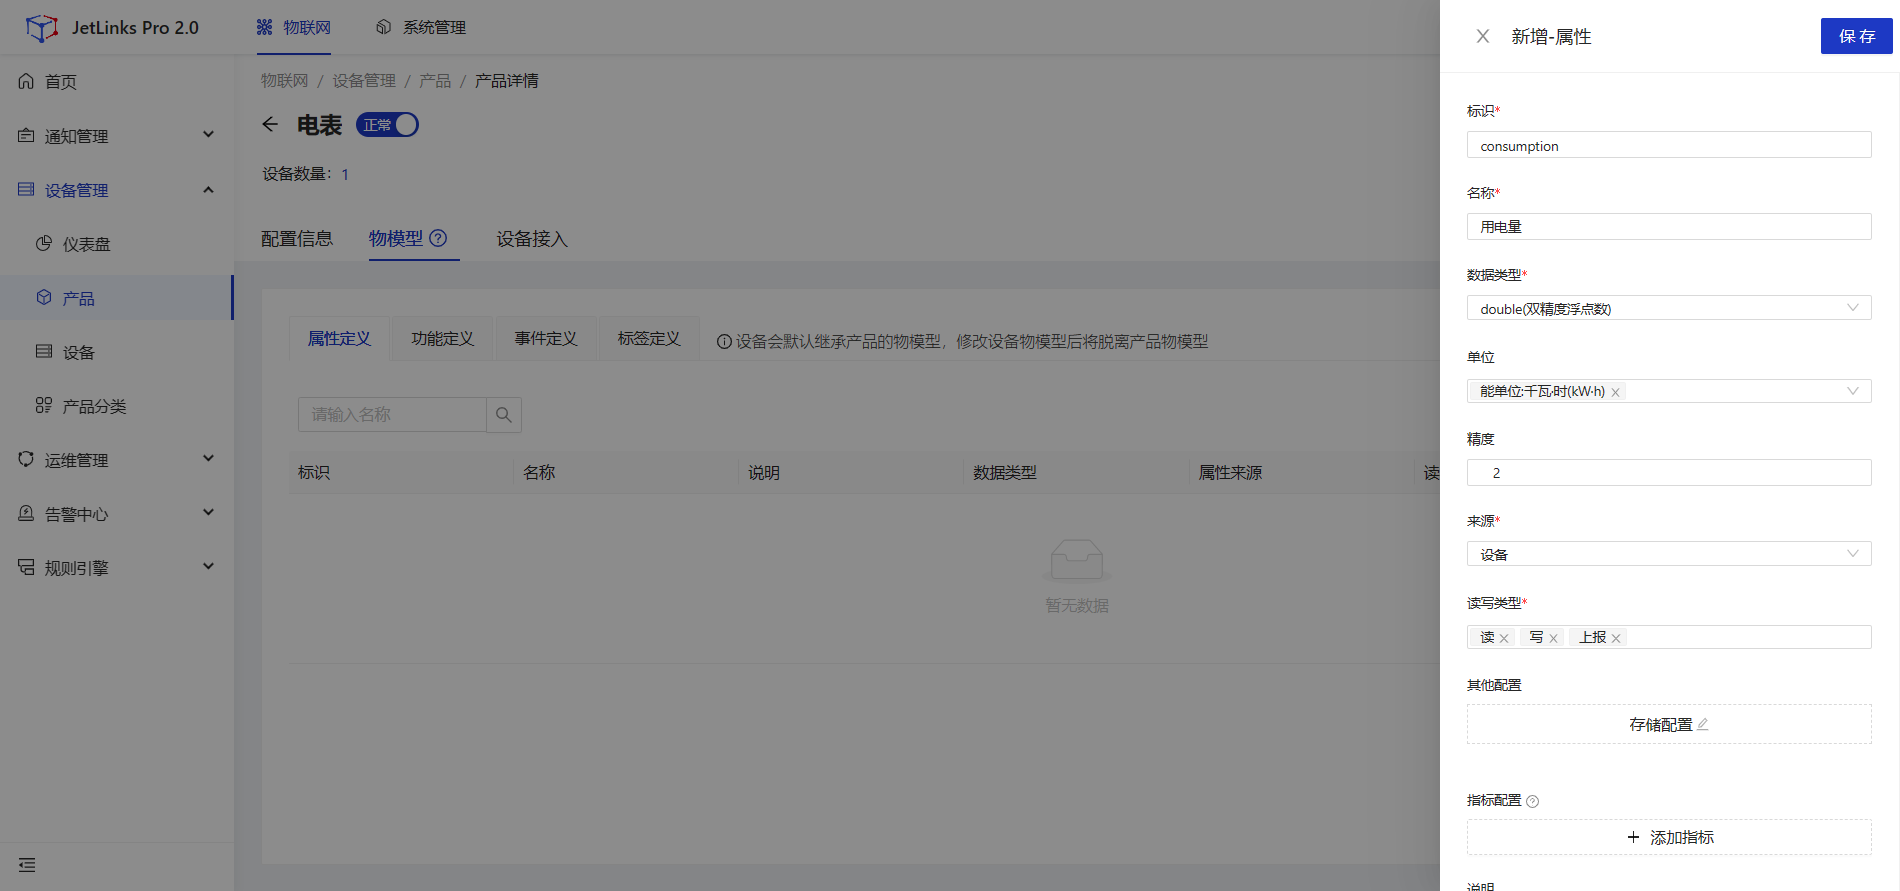 JetLinks Pro 2.0
物联网
系统管理
首页
通知管理
设备管理
仪表盘
产品
设备
产品分类
运维管理
告警中心
规则引擎
物联网 / 设备管理 / 产品 / 产品详情
电表 正常
设备数量： 1
配置信息 物模型 设备接入
属性定义 功能定义 事件定义 标签定义 设备会默认继承产品的物模型，修改设备物模型后将脱离产品物模型
请输入名称
标识 名称 说明 数据类型 属性来源 读
暂无数据
新增-属性 保 存
标识*
consumption
名称*
用电量
数据类型*
double(双精度浮点数)
单位
能单位:千瓦·时(kW·h)
精度
2
来源*
设备
读写类型*
读 写 上报
其他配置
存储配置
指标配置
添加指标
说明